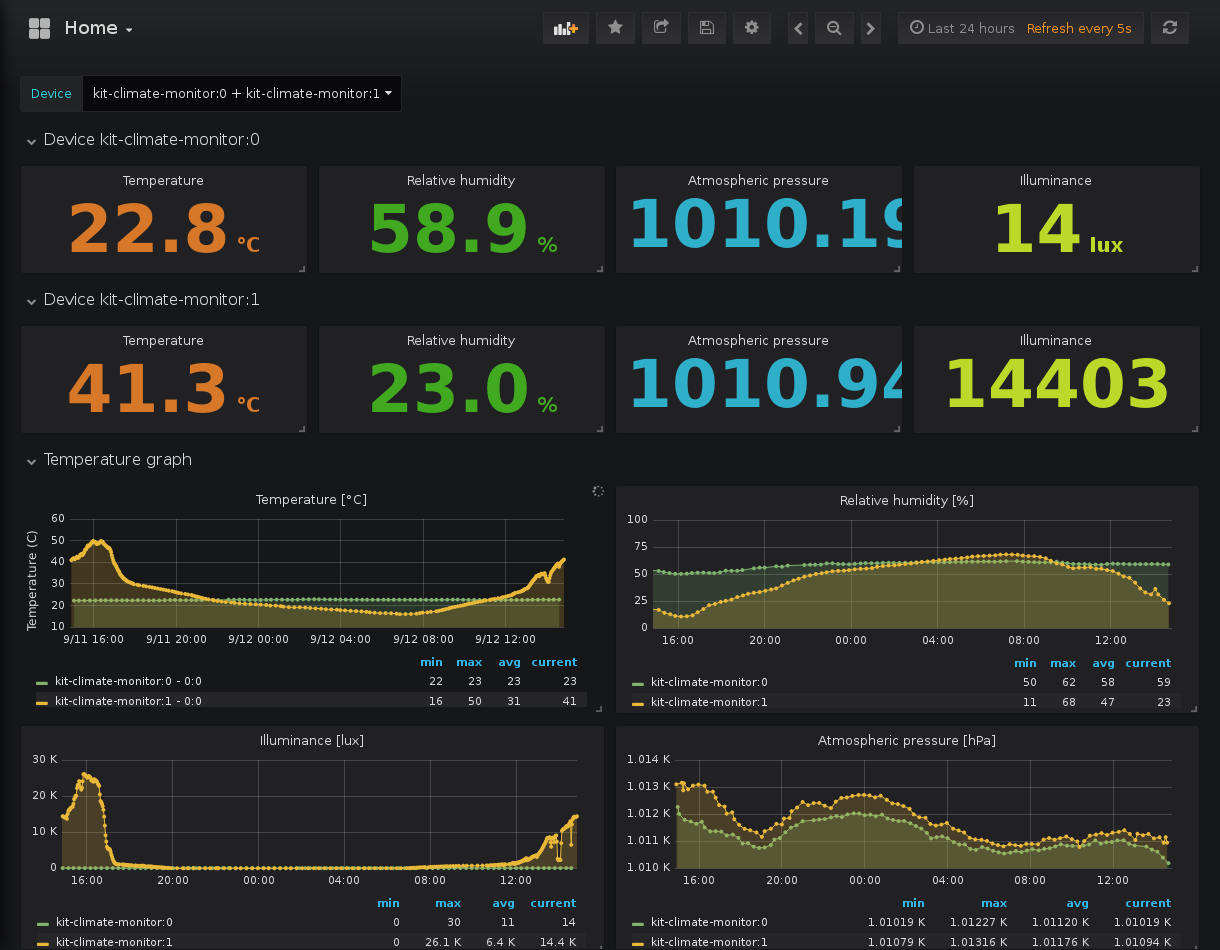 Home
Last 24 hours Refresh every 5s
Device kit-climate-monitor:0 + kit-climate-monitor:1
Device kit-climate-monitor:0
Temperature Relative humidity Atmospheric pressure Illuminance
22.8 °C 58.9 % 1010.19 14 lux
Device kit-climate-monitor:1
Temperature Relative humidity Atmospheric pressure Illuminance
41.3 °C 23.0 % 1010.94 14403
Temperature graph
Temperature [°C]
Temperature (C)
60
50
40
30
20
10
9/11 16:00 9/11 20:00 9/12 00:00 9/12 04:00 9/12 08:00 9/12 12:00
min max avg current
kit-climate-monitor:0 - 0:0 22 23 23 23
kit-climate-monitor:1 - 0:0 16 50 31 41
Relative humidity [%]
100
75
50
25
0
16:00 20:00 00:00 04:00 08:00 12:00
min max avg current
kit-climate-monitor:0 50 62 58 59
kit-climate-monitor:1 11 68 47 23
Illuminance [lux]
30 K
20 K
10 K
0
16:00 20:00 00:00 04:00 08:00 12:00
min max avg current
kit-climate-monitor:0 0 30 11 14
kit-climate-monitor:1 0 26.1 K 6.4 K 14.4 K
Atmospheric pressure [hPa]
1.014 K
1.013 K
1.012 K
1.011 K
1.010 K
16:00 20:00 00:00 04:00 08:00 12:00
min max avg current
kit-climate-monitor:0 1.01019 K 1.01227 K 1.01120 K 1.01019 K
kit-climate-monitor:1 1.01079 K 1.01316 K 1.01176 K 1.01094 K